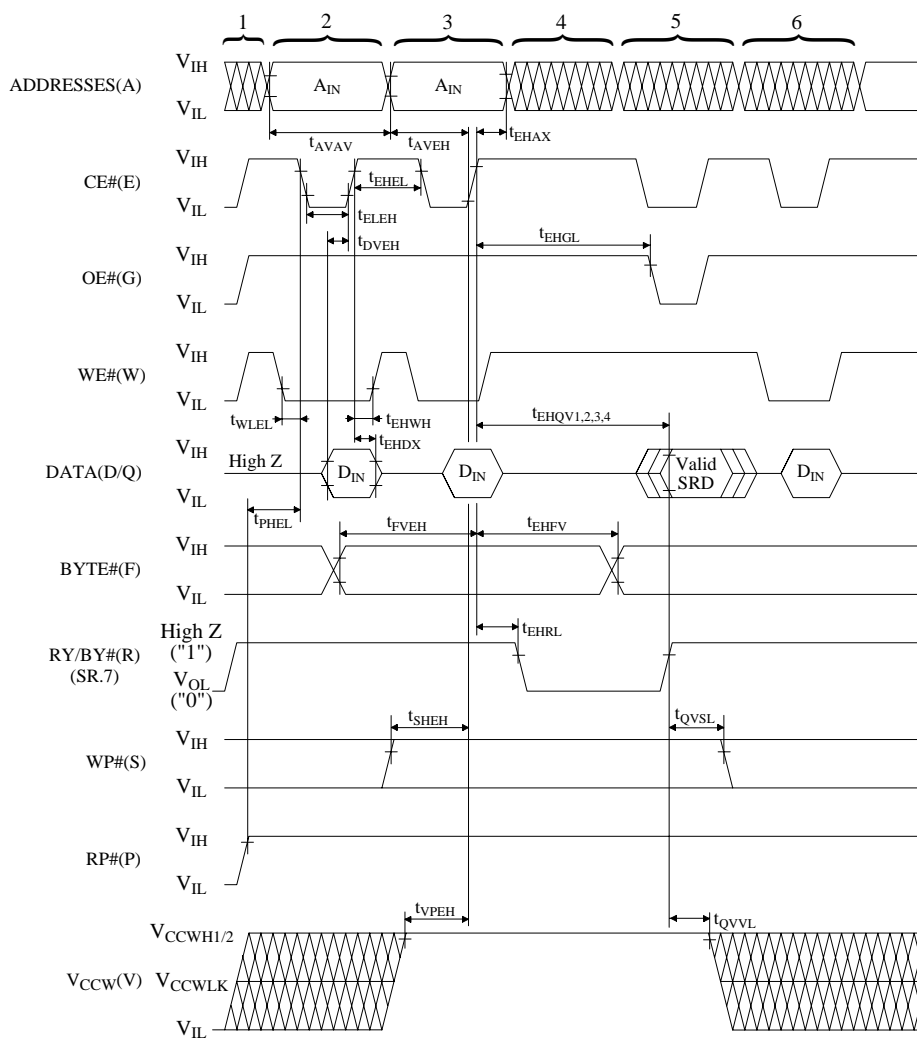 1 2 3 4 5 6
V_IH
ADDRESSES(A) A_IN A_IN
V_IL
t_AVAV t_AVEH t_EHAX
V_IH
CE#(E) t_EHEL
V_IL
t_ELEH
t_DVEH t_EHGL
V_IH
OE#(G)
V_IL
V_IH
WE#(W)
V_IL
t_WLEL t_EHWH t_EHQV1,2,3,4
t_EHDX
V_IH
DATA(D/Q) High Z D_IN D_IN Valid SRD D_IN
V_IL
t_PHEL t_FVEH t_EHFV
V_IH
BYTE#(F)
V_IL
t_EHRL
High Z
("1")
RY/BY#(R)
(SR.7)
V_OL
("0")
t_SHEH t_QVSL
V_IH
WP#(S)
V_IL
V_IH
RP#(P)
V_IL
t_VPEH t_QVVL
V_CCWH1/2
V_CCW(V) V_CCWLK
V_IL